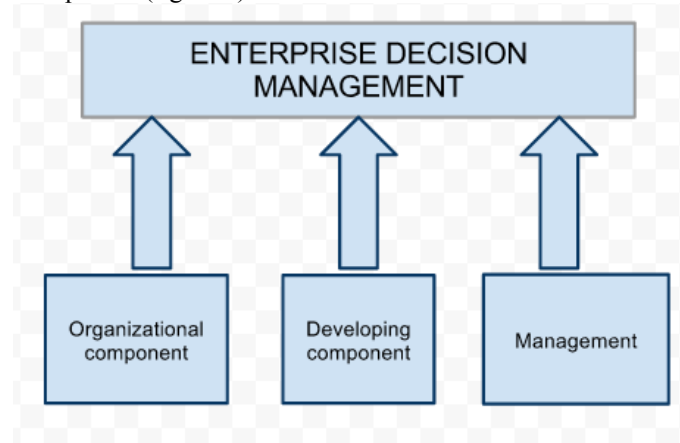 ENTERPRISE DECISION
MANAGEMENT
Organizational
component
Developing
component
Management